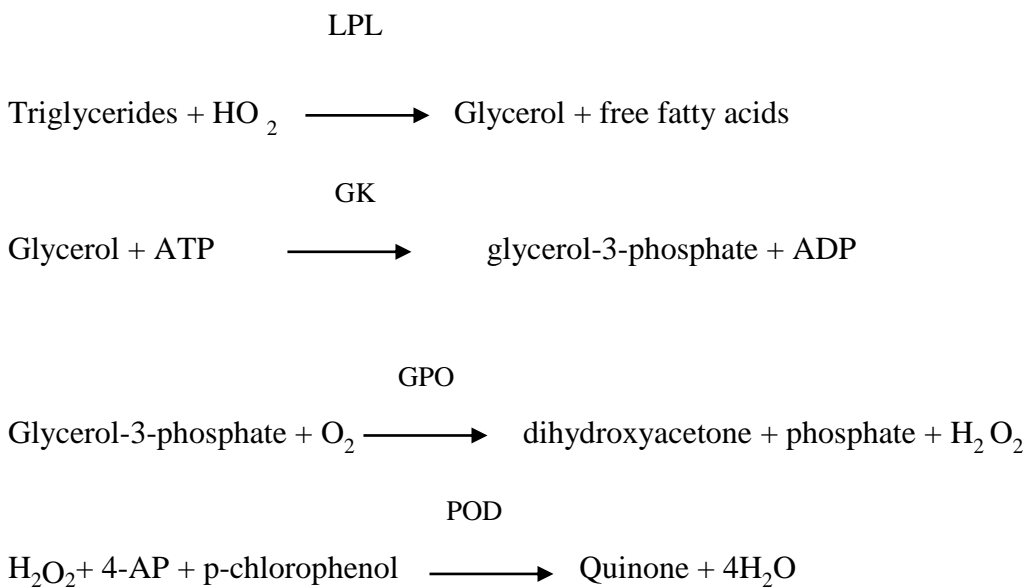 LPL
Triglycerides + HO₂ ⟶ Glycerol + free fatty acids
GK
Glycerol + ATP ⟶ glycerol-3-phosphate + ADP
GPO
Glycerol-3-phosphate + O₂ ⟶ dihydroxyacetone + phosphate + H₂O₂
POD
H₂O₂+ 4-AP + p-chlorophenol ⟶ Quinone + 4H₂O